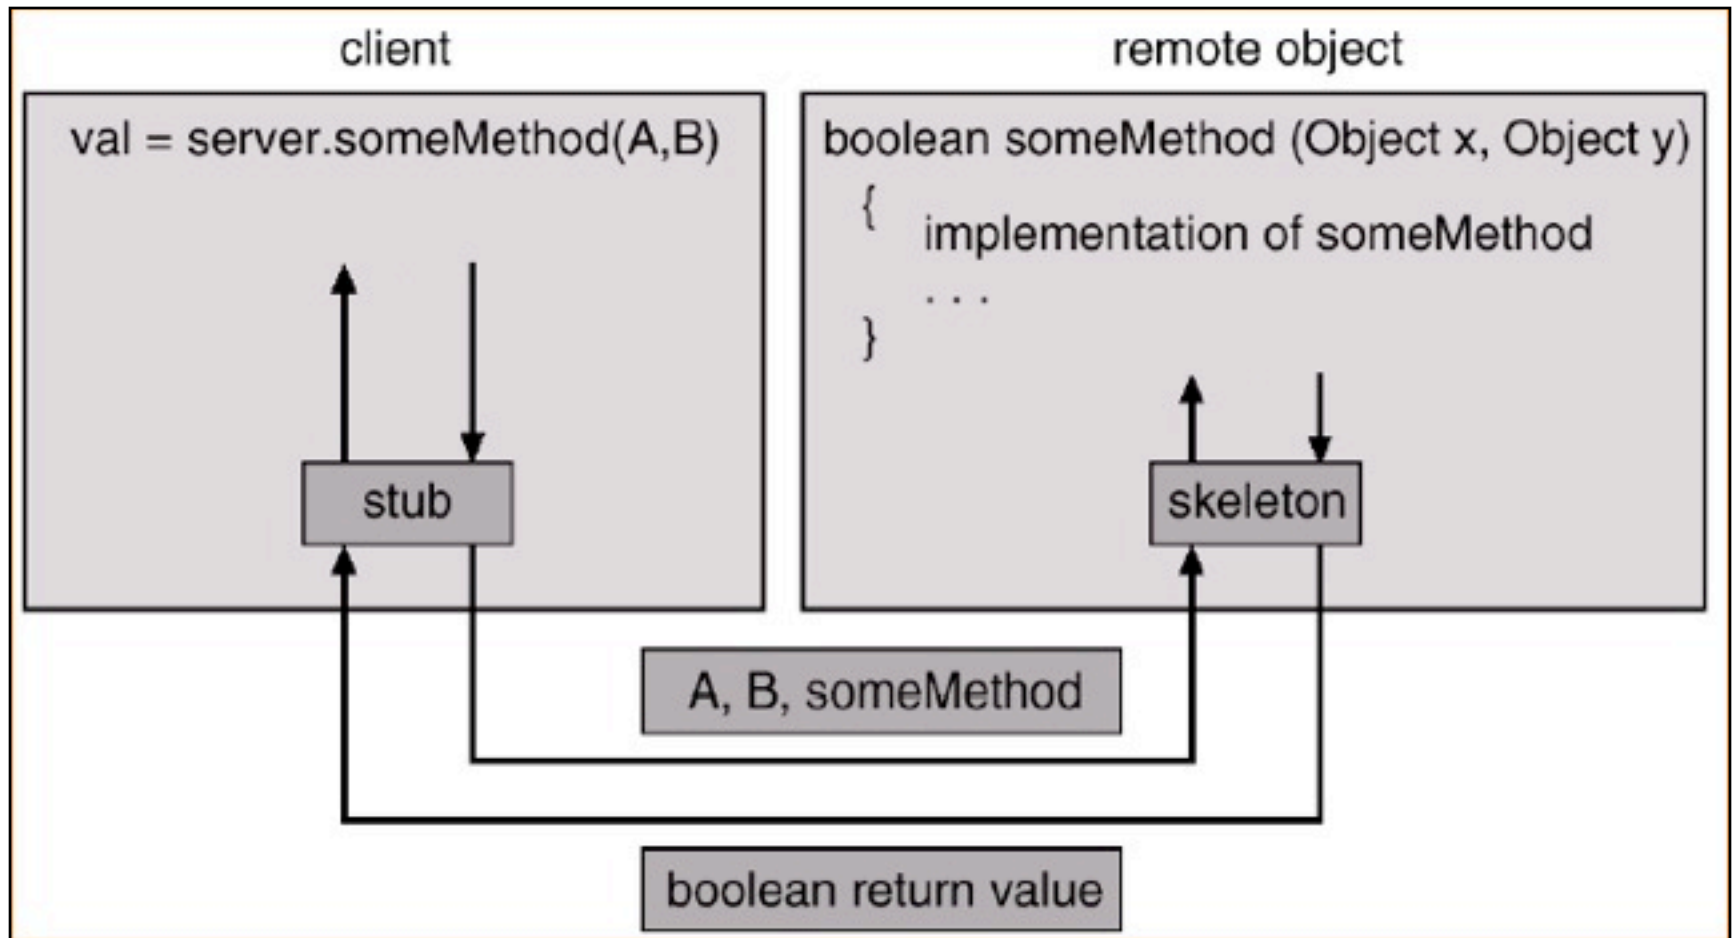 client
val = server.someMethod(A,B)
stub
remote object
boolean someMethod (Object x, Object y)
{
implementation of someMethod
. . .
}
skeleton
A, B, someMethod
boolean return value